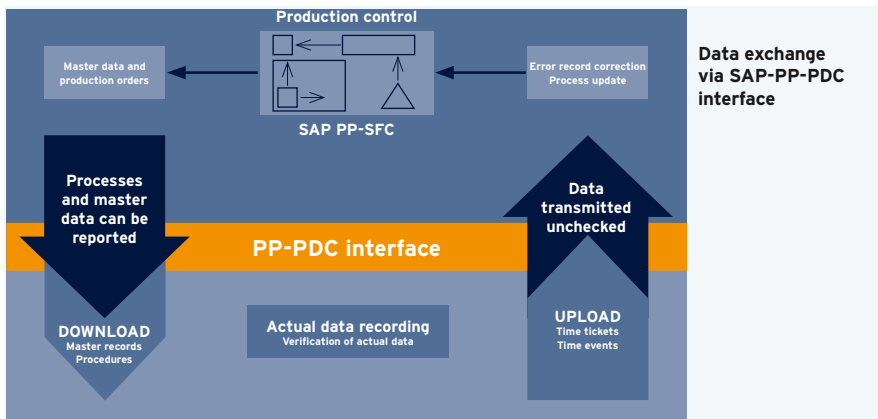 Production control
Master data and
production orders
Error record correction
Process update
SAP PP-SFC
Data exchange
via SAP-PP-PDC
interface
Processes
and master
data can be
reported
Data
transmitted
unchecked
PP-PDC interface
DOWNLOAD
Master records
Procedures
Actual data recording
Verification of actual data
UPLOAD
Time tickets
Time events